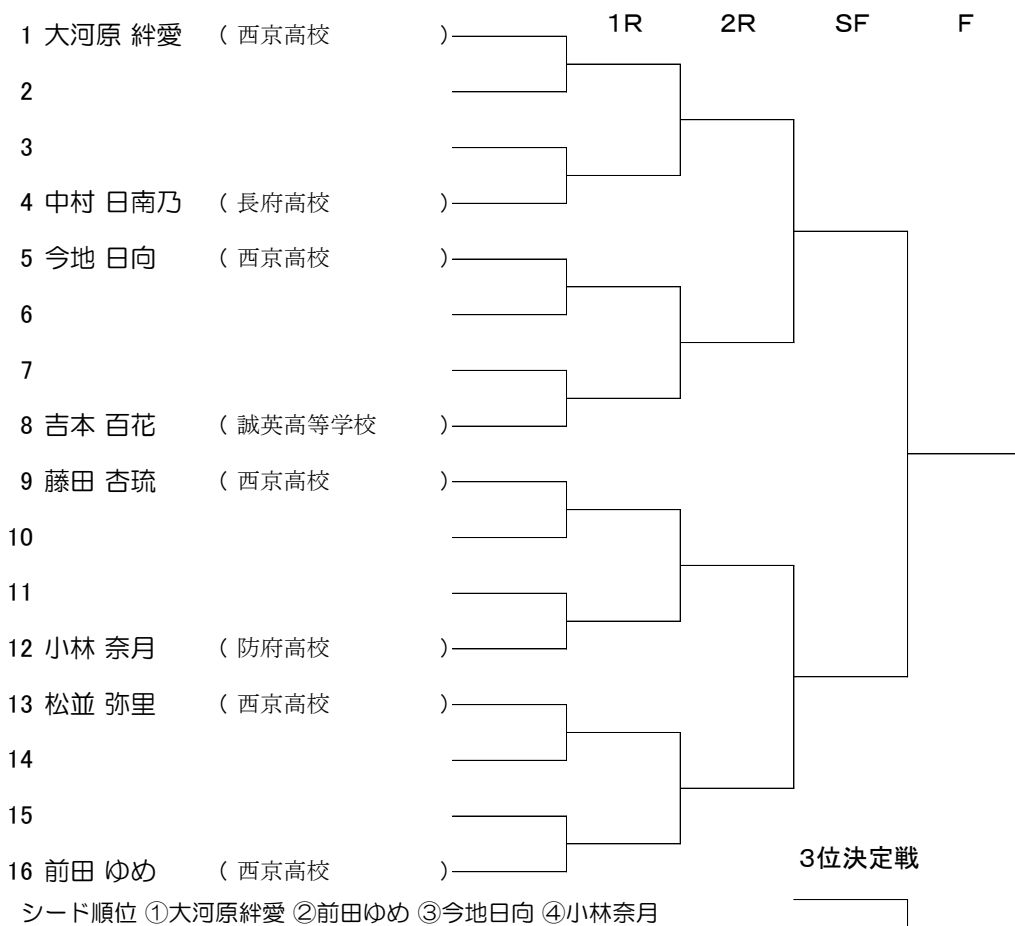 1R 2R SF F
1 大河原 絆愛 ( 西京高校 )
2
3
4 中村 日南乃 ( 長府高校 )
5 今地 日向 ( 西京高校 )
6
7
8 吉本 百花 ( 誠英高等学校 )
9 藤田 杏琉 ( 西京高校 )
10
11
12 小林 奈月 ( 防府高校 )
13 松並 弥里 ( 西京高校 )
14
15
16 前田 ゆめ ( 西京高校 )
3位決定戦
シード順位 ①大河原絆愛 ②前田ゆめ ③今地日向 ④小林奈月